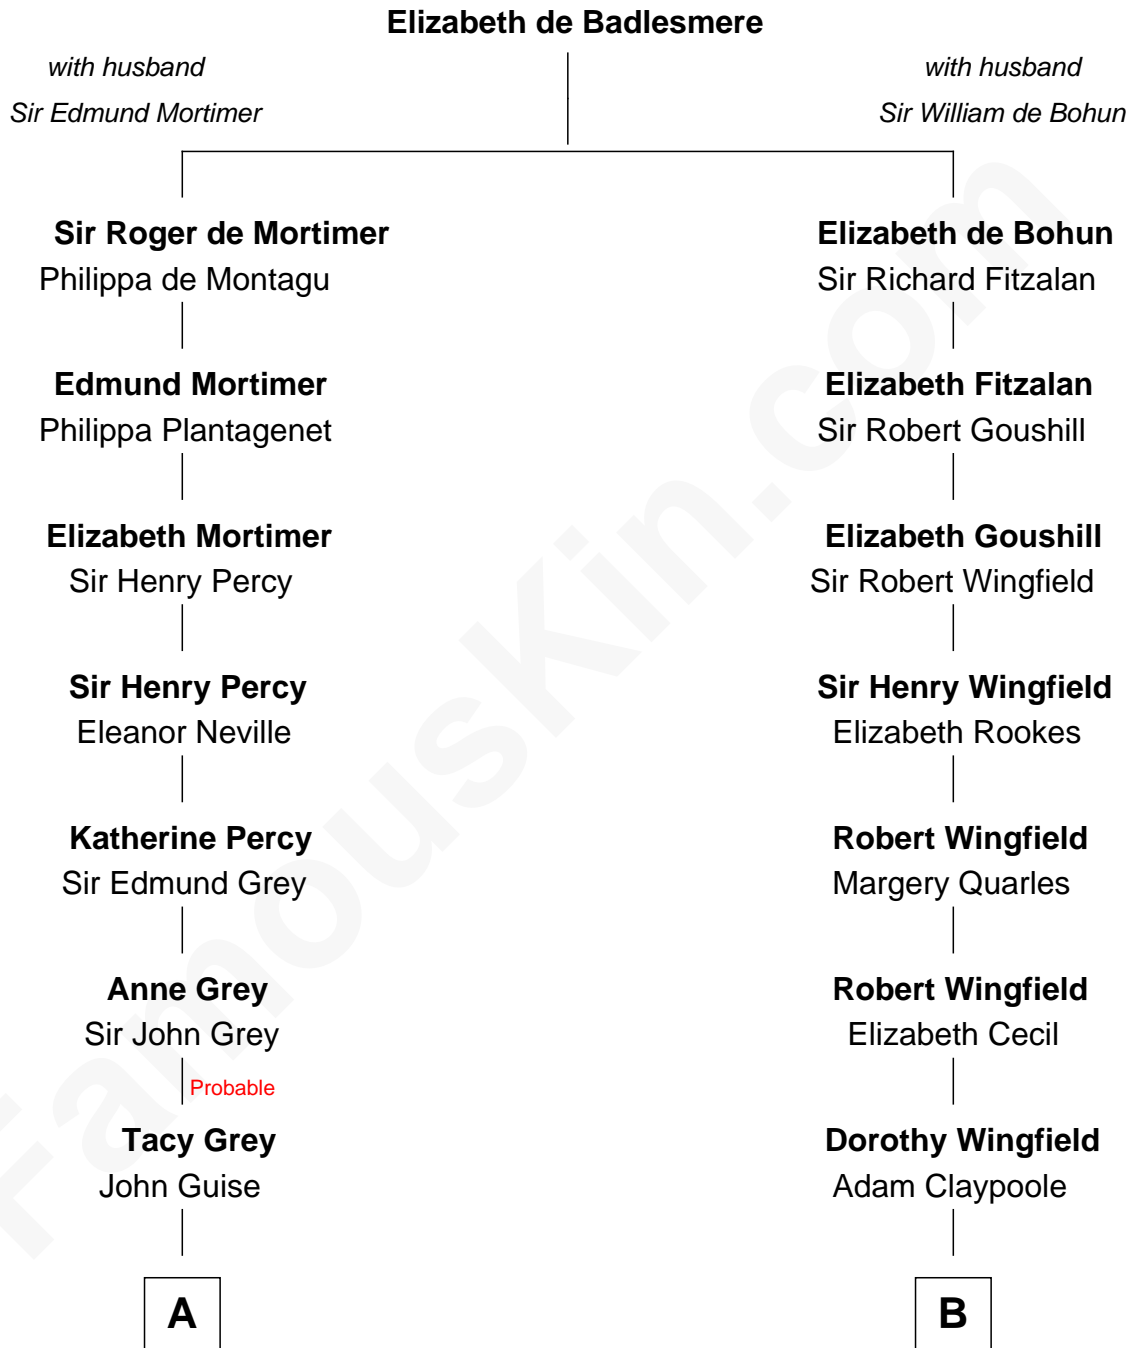 Elizabeth de Badlesmere
with husband
Sir Edmund Mortimer
with husband
Sir William de Bohun
Sir Roger de Mortimer
Philippa de Montagu
Elizabeth de Bohun
Sir Richard Fitzalan
Edmund Mortimer
Philippa Plantagenet
Elizabeth Fitzalan
Sir Robert Goushill
Elizabeth Mortimer
Sir Henry Percy
Elizabeth Goushill
Sir Robert Wingfield
Sir Henry Percy
Eleanor Neville
Sir Henry Wingfield
Elizabeth Rookes
Katherine Percy
Sir Edmund Grey
Robert Wingfield
Margery Quarles
Anne Grey
Sir John Grey
Robert Wingfield
Elizabeth Cecil
Probable
Tacy Grey
John Guise
Dorothy Wingfield
Adam Claypoole
A
B
FamousKin.com